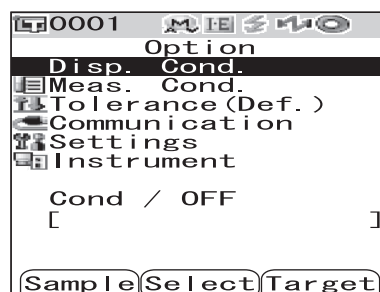 0001 M I·E
Option
Disp. Cond.
Meas. Cond.
Tolerance(Def.)
Communication
Settings
Instrument
Cond / OFF
[ ]
Sample Select Target